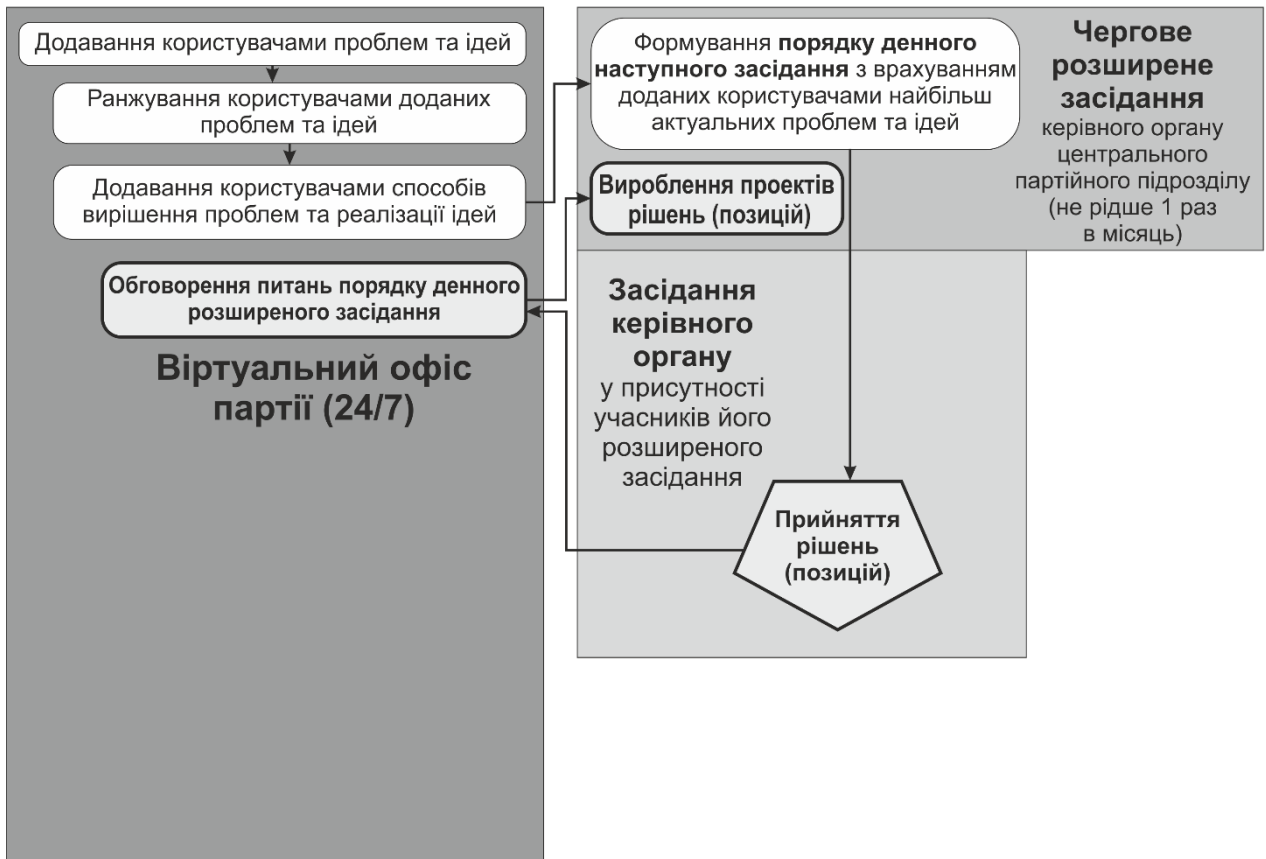 Додавання користувачами проблем та ідей
Ранжування користувачами доданих
проблем та ідей
Додавання користувачами способів
вирішення проблем та реалізації ідей
Обговорення питань порядку денного
розширеного засідання
Віртуальний офіс
партії (24/7)
Формування порядку денного
наступного засідання з врахуванням
доданих користувачами найбільш
актуальних проблем та ідей
Вироблення проектів
рішень (позицій)
Чергове
розширене
засідання
керівного органу
центрального
партійного підрозділу
(не рідше 1 раз
в місяць)
Засідання
керівного
органу
у присутності
учасників його
розширеного
засідання
Прийняття
рішень
(позицій)